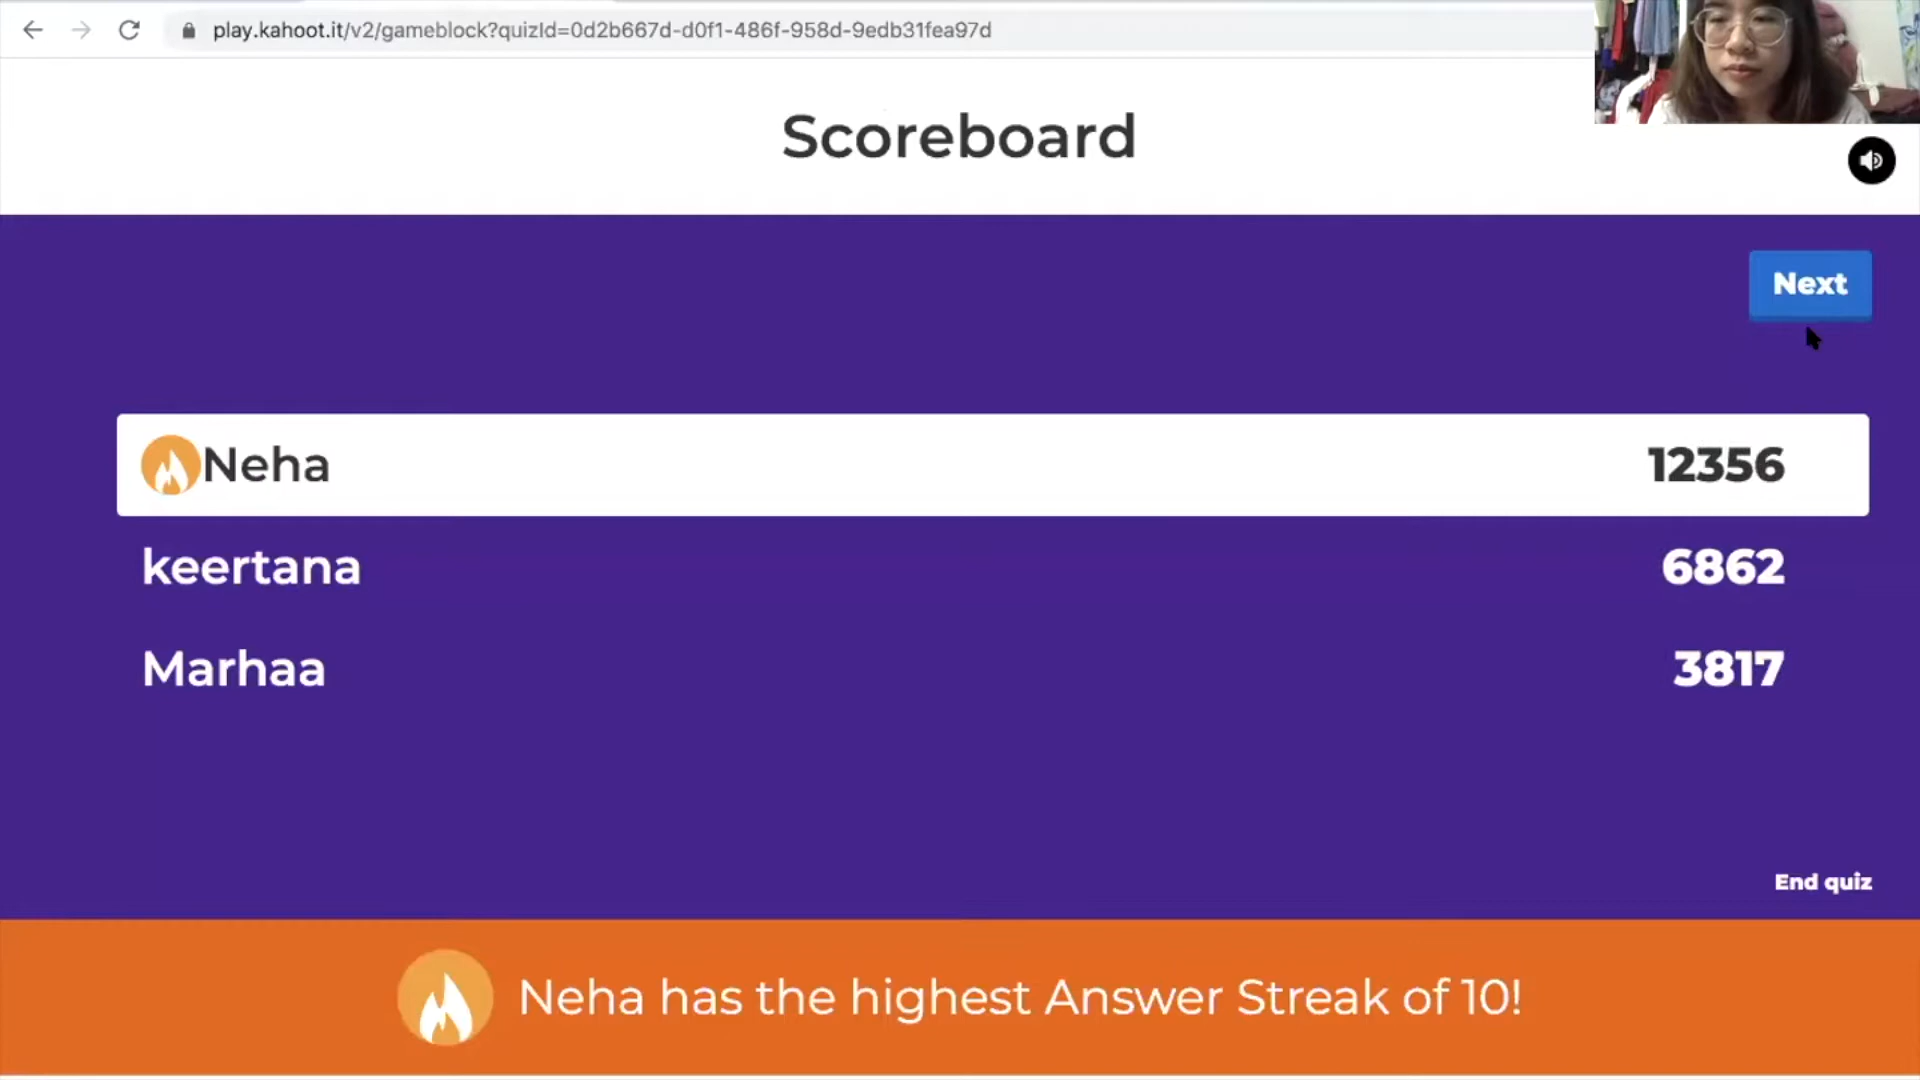 play.kahoot.it/v2/gameblock?quizId=0d2b667d-d0f1-486f-958d-9edb31fea97d
Scoreboard
Next
Neha 12356
keertana 6862
Marhaa 3817
End quiz
Neha has the highest Answer Streak of 10!